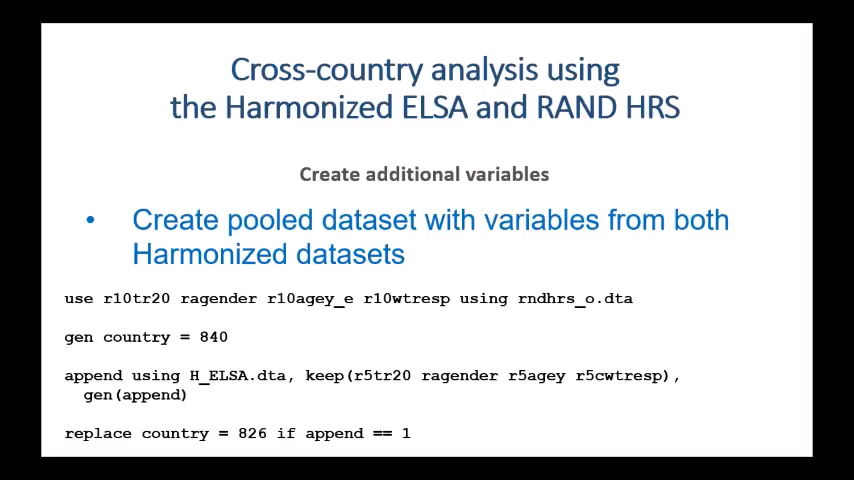 Cross-country analysis using
the Harmonized ELSA and RAND HRS
Create additional variables
• Create pooled dataset with variables from both
Harmonized datasets
use r10tr20 ragender r10agey_e r10wtresp using rndhrs_o.dta
gen country = 840
append using H_ELSA.dta, keep(r5tr20 ragender r5agey r5cwtresp),
gen(append)
replace country = 826 if append == 1